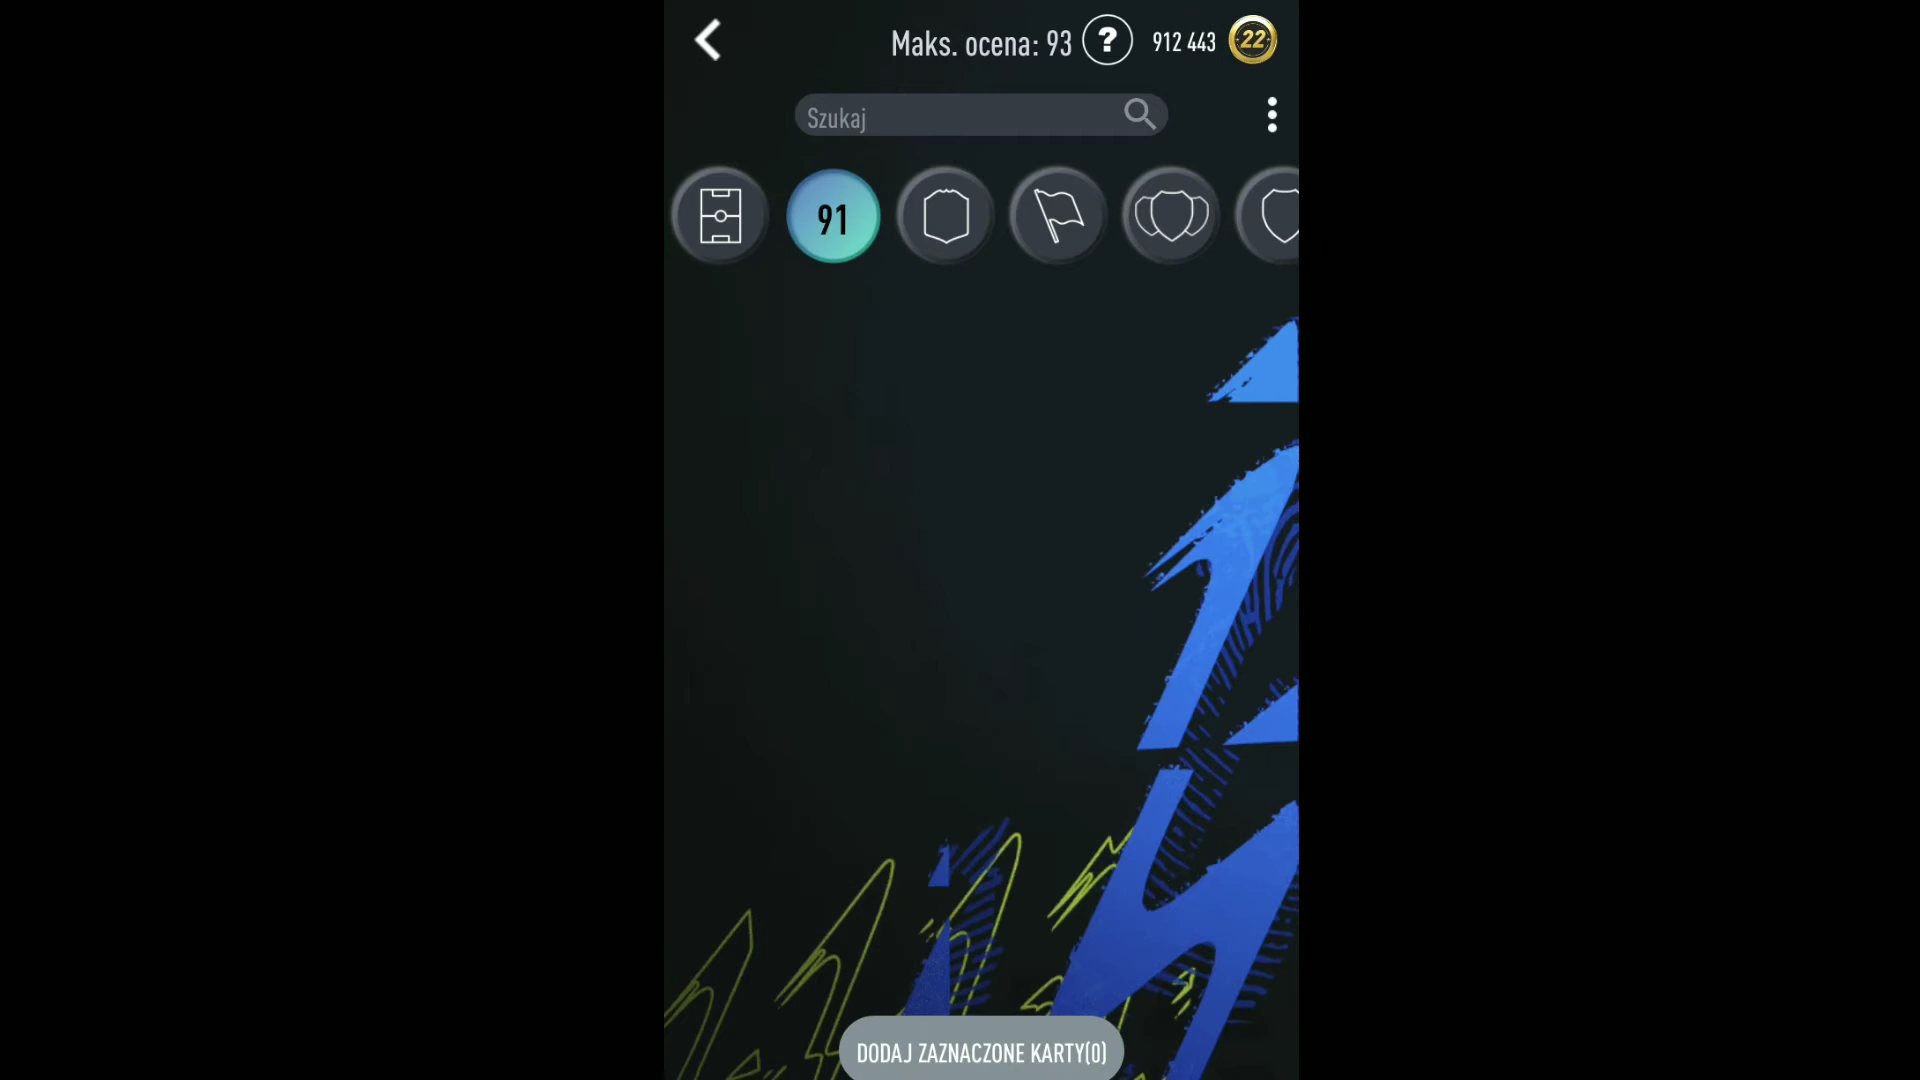 Maks. ocena: 93 ? 912 443 22
Szukaj
91
DODAJ ZAZNACZONE KARTY(0)